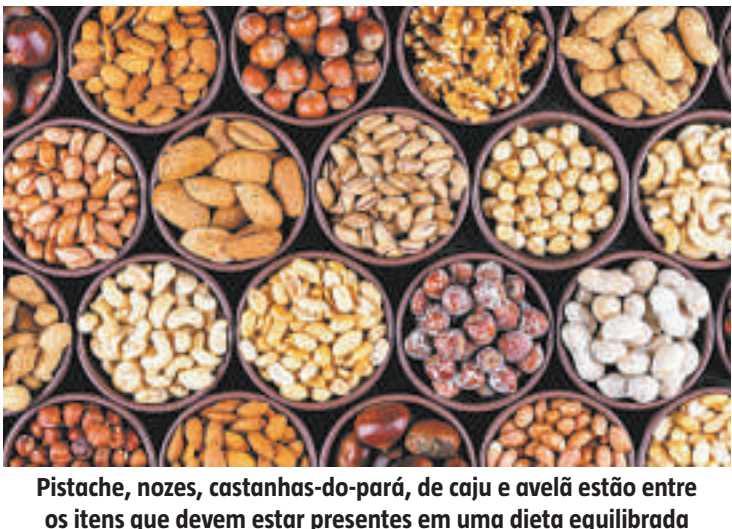 Pistache, nozes, castanhas-do-pará, de caju e avelã estão entre
os itens que devem estar presentes em uma dieta equilibrada